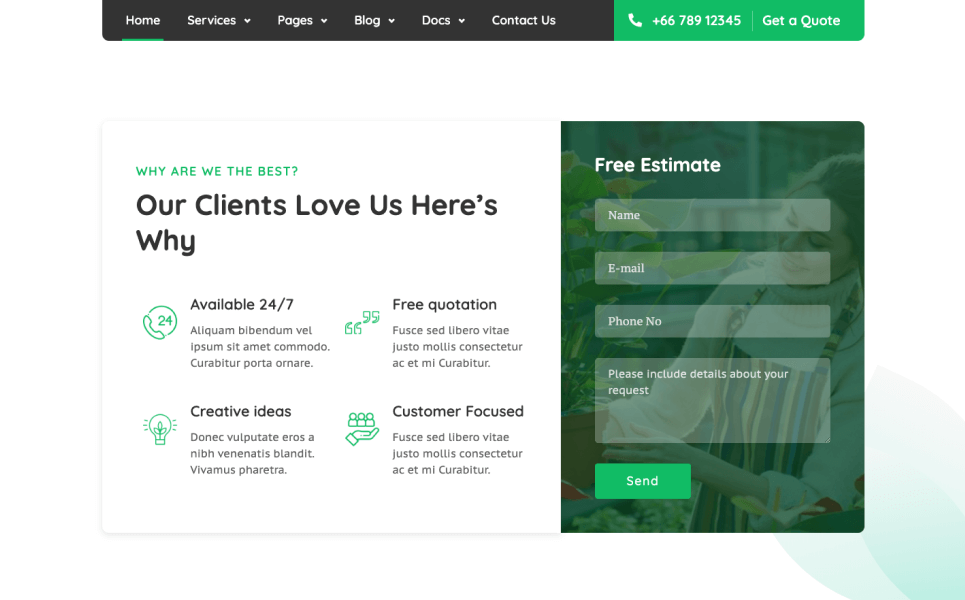 Home Services Pages Blog Docs Contact Us +66 789 12345 Get a Quote
WHY ARE WE THE BEST?
Our Clients Love Us Here’s
Why
Available 24/7
24
Aliquam bibendum vel
ipsum sit amet commodo.
Curabitur porta ornare.
Free quotation
Fusce sed libero vitae
justo mollis consectetur
ac et mi Curabitur.
Creative ideas
Donec vulputate eros a
nibh venenatis blandit.
Vivamus pharetra.
Customer Focused
Fusce sed libero vitae
justo mollis consectetur
ac et mi Curabitur.
Free Estimate
Name
E-mail
Phone No
Please include details about your
request
Send